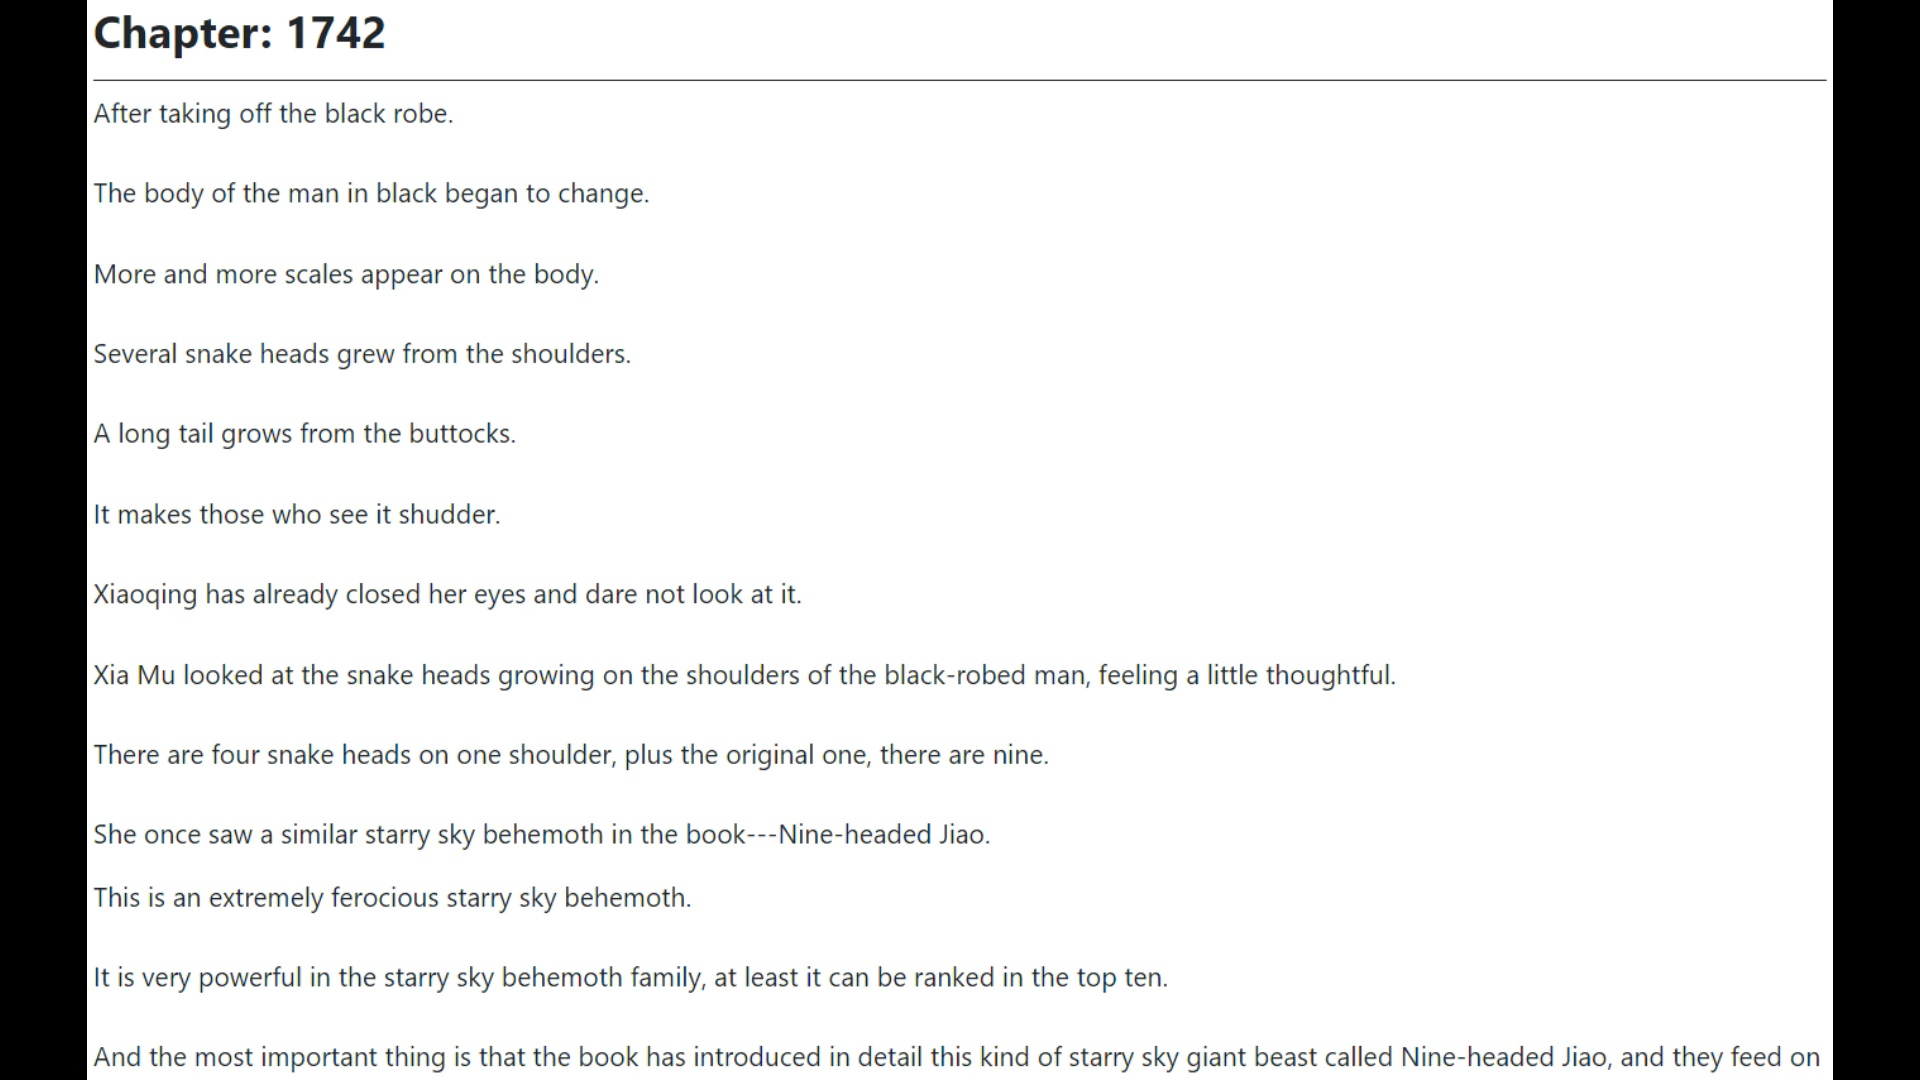 Chapter: 1742
After taking off the black robe.
The body of the man in black began to change.
More and more scales appear on the body.
Several snake heads grew from the shoulders.
A long tail grows from the buttocks.
It makes those who see it shudder.
Xiaoqing has already closed her eyes and dare not look at it.
Xia Mu looked at the snake heads growing on the shoulders of the black-robed man, feeling a little thoughtful.
There are four snake heads on one shoulder, plus the original one, there are nine.
She once saw a similar starry sky behemoth in the book---Nine-headed Jiao.
This is an extremely ferocious starry sky behemoth.
It is very powerful in the starry sky behemoth family, at least it can be ranked in the top ten.
And the most important thing is that the book has introduced in detail this kind of starry sky giant beast called Nine-headed Jiao, and they feed on